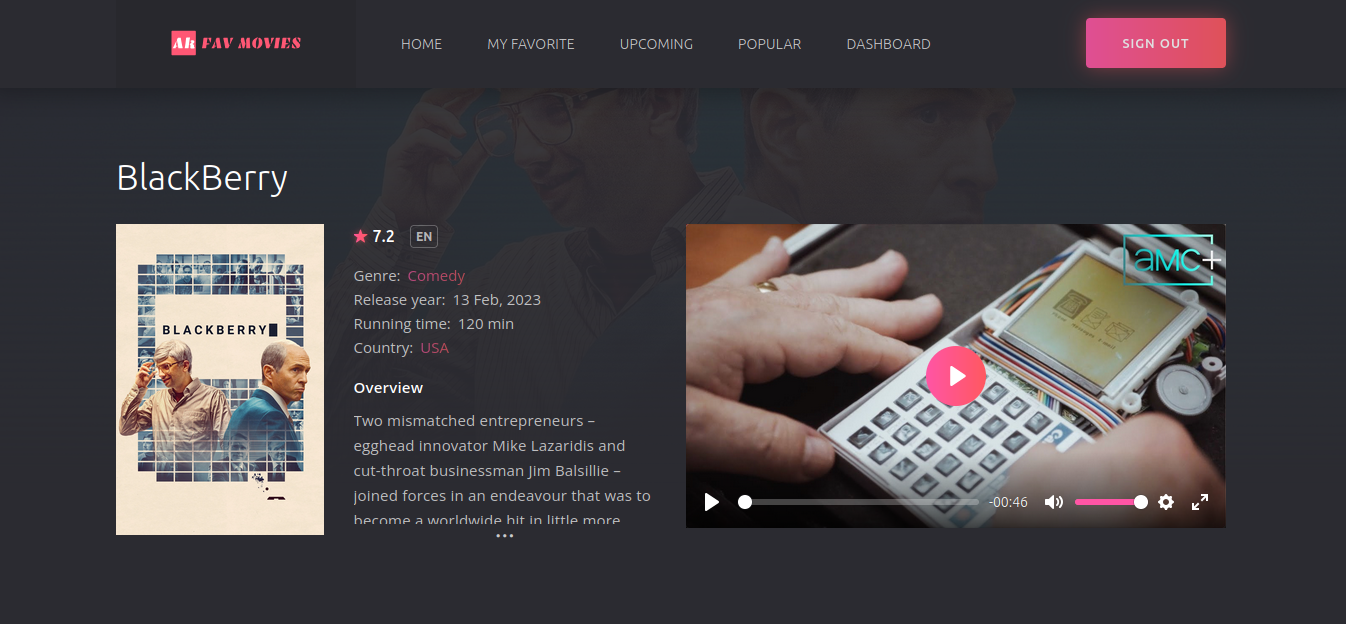 AR FAV MOVIES
HOME
MY FAVORITE
UPCOMING
POPULAR
DASHBOARD
SIGN OUT
BlackBerry
BLACKBERRY
7.2 EN
Genre: Comedy
Release year: 13 Feb, 2023
Running time: 120 min
Country: USA
Overview
Two mismatched entrepreneurs –
egghead innovator Mike Lazaridis and
cut-throat businessman Jim Balsillie –
joined forces in an endeavour that was to
become a worldwide hit in little more
...
aMC+
-00:46